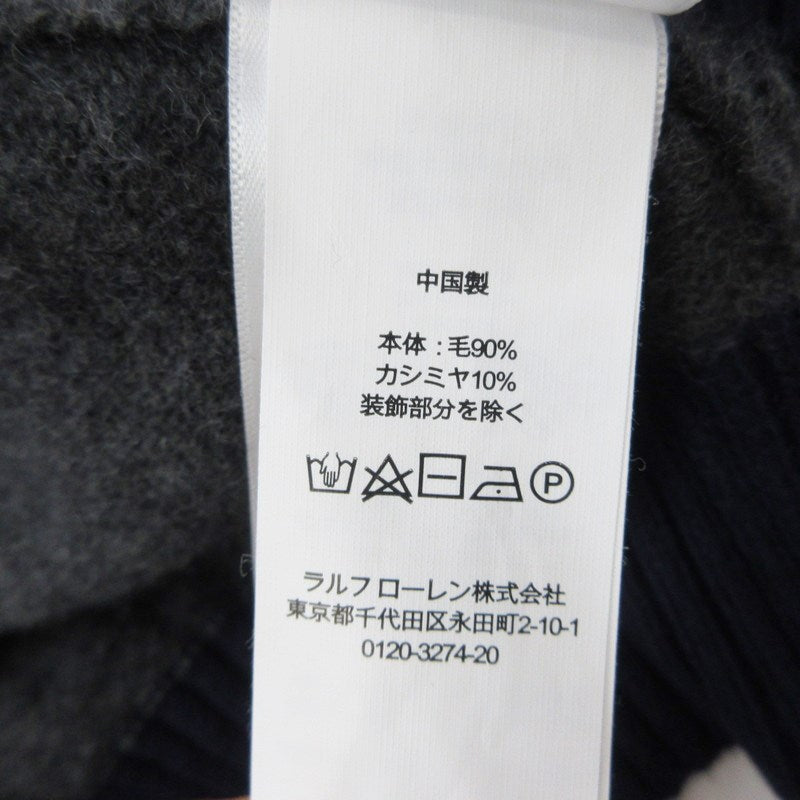 中国製
本体：毛90%
カシミヤ10%
装飾部分を除く
P
ラルフ ローレン株式会社
東京都千代田区永田町2-10-1
0120-3274-20